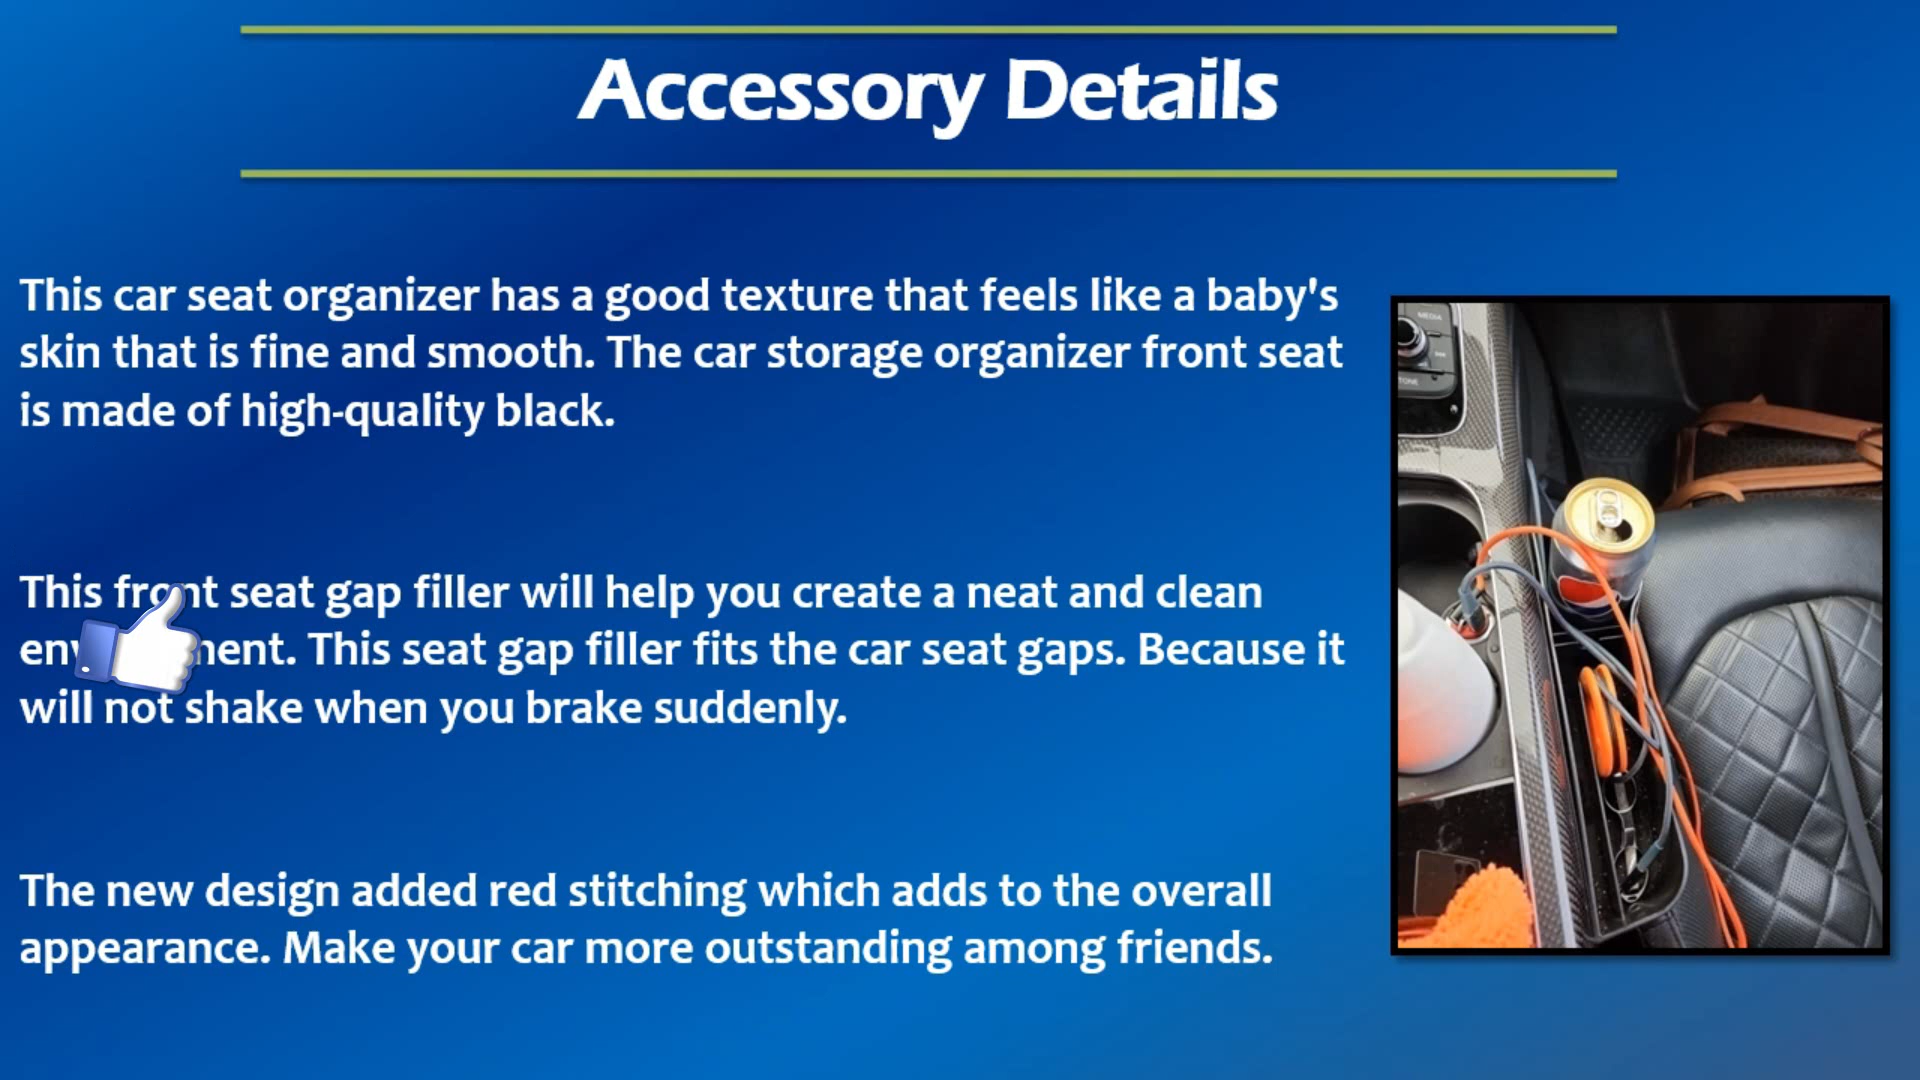 Accessory Details
This car seat organizer has a good texture that feels like a baby's
skin that is fine and smooth. The car storage organizer front seat
is made of high-quality black.
This front seat gap filler will help you create a neat and clean
This seat gap filler fits the car seat gaps. Because it
will not shake when you brake suddenly.
The new design added red stitching which adds to the overall
appearance. Make your car more outstanding among friends.
MEDIA